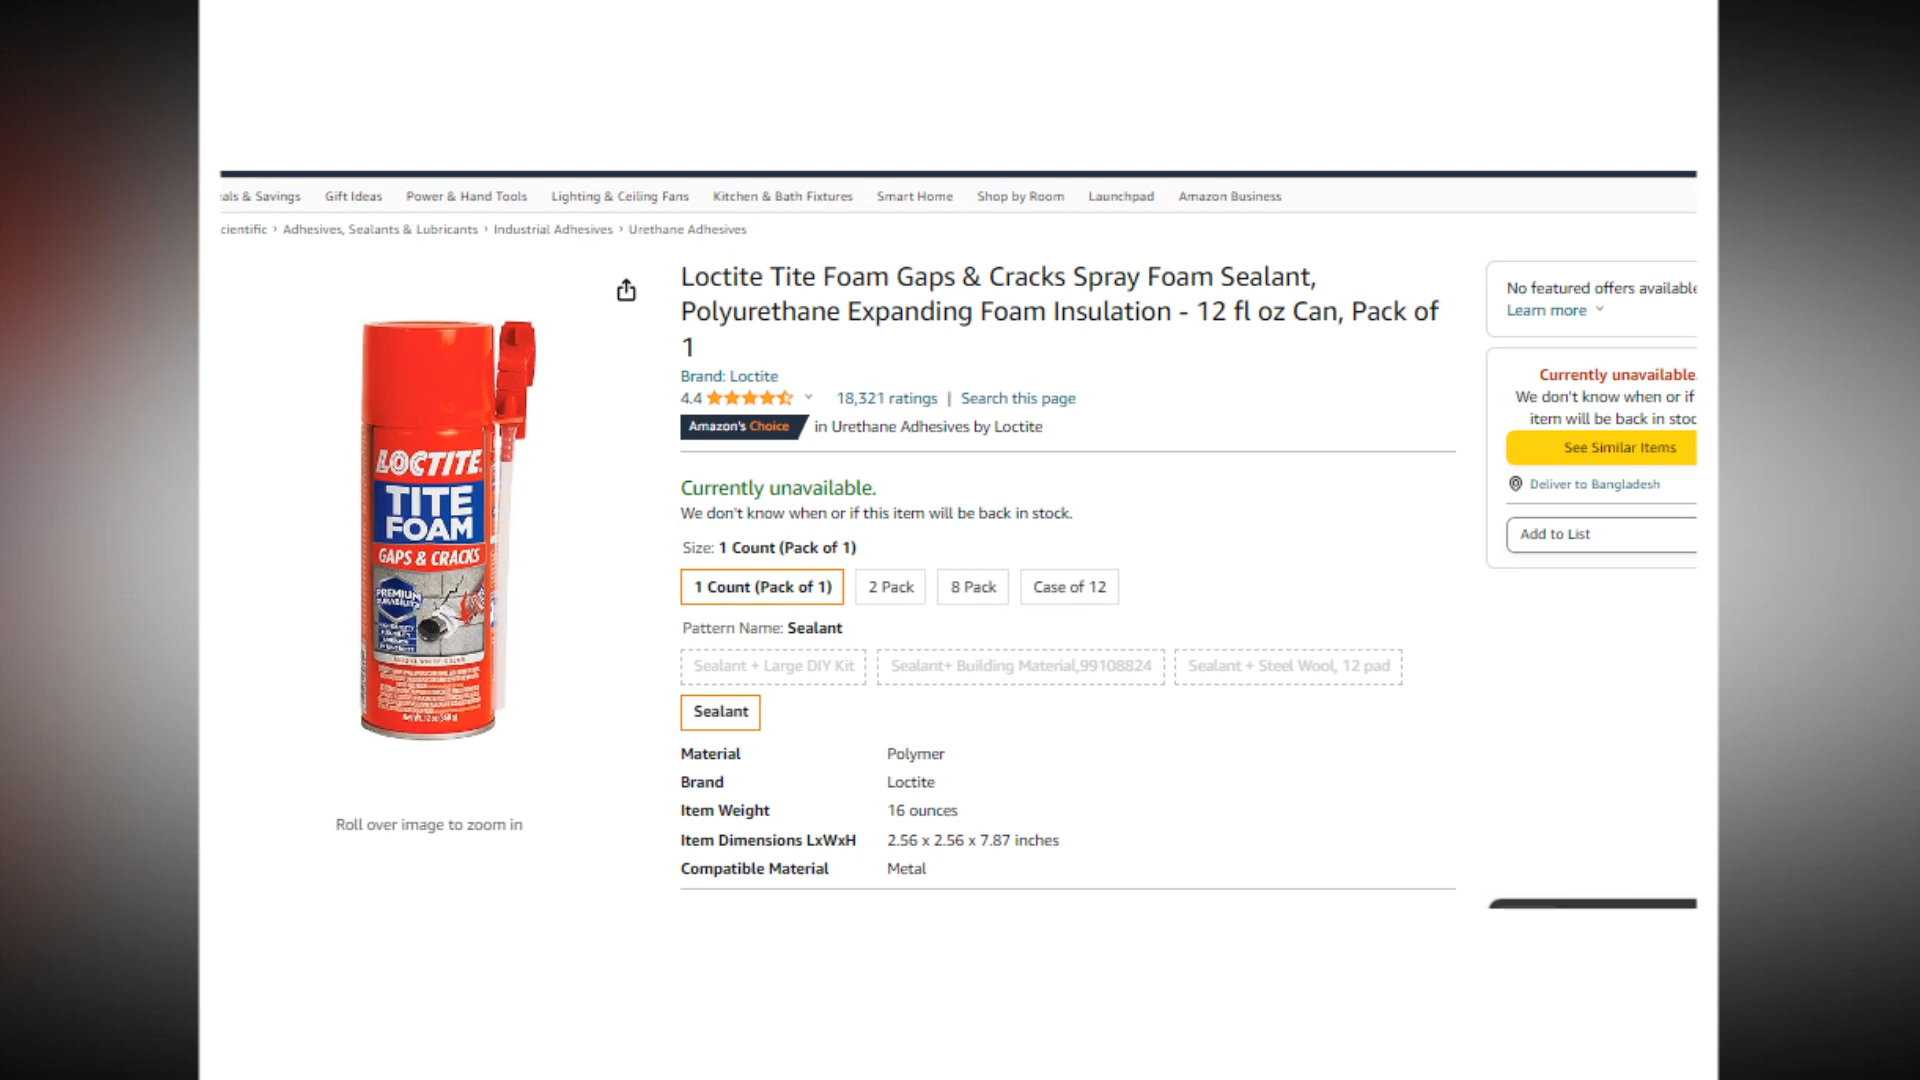 als & Savings Gift Ideas Power & Hand Tools Lighting & Ceiling Fans Kitchen & Bath Fixtures Smart Home Shop by Room Launchpad Amazon Business
cientific › Adhesives, Sealants & Lubricants › Industrial Adhesives › Urethane Adhesives
LOCTITE
TITE
FOAM
GAPS & CRACKS
PREMIUM
DURABILITY
Roll over image to zoom in
Loctite Tite Foam Gaps & Cracks Spray Foam Sealant,
Polyurethane Expanding Foam Insulation - 12 fl oz Can, Pack of
1
Brand: Loctite
4.4 18,321 ratings | Search this page
Amazon's Choice in Urethane Adhesives by Loctite
Currently unavailable.
We don't know when or if this item will be back in stock.
Size: 1 Count (Pack of 1)
1 Count (Pack of 1) 2 Pack 8 Pack Case of 12
Pattern Name: Sealant
Sealant + Large DIY Kit Sealant+ Building Material,99108824 Sealant + Steel Wool, 12 pad
Sealant
Material Polymer
Brand Loctite
Item Weight 16 ounces
Item Dimensions LxWxH 2.56 x 2.56 x 7.87 inches
Compatible Material Metal
No featured offers available
Learn more
Currently unavailable.
We don't know when or if
item will be back in stoc
See Similar Items
Deliver to Bangladesh
Add to List